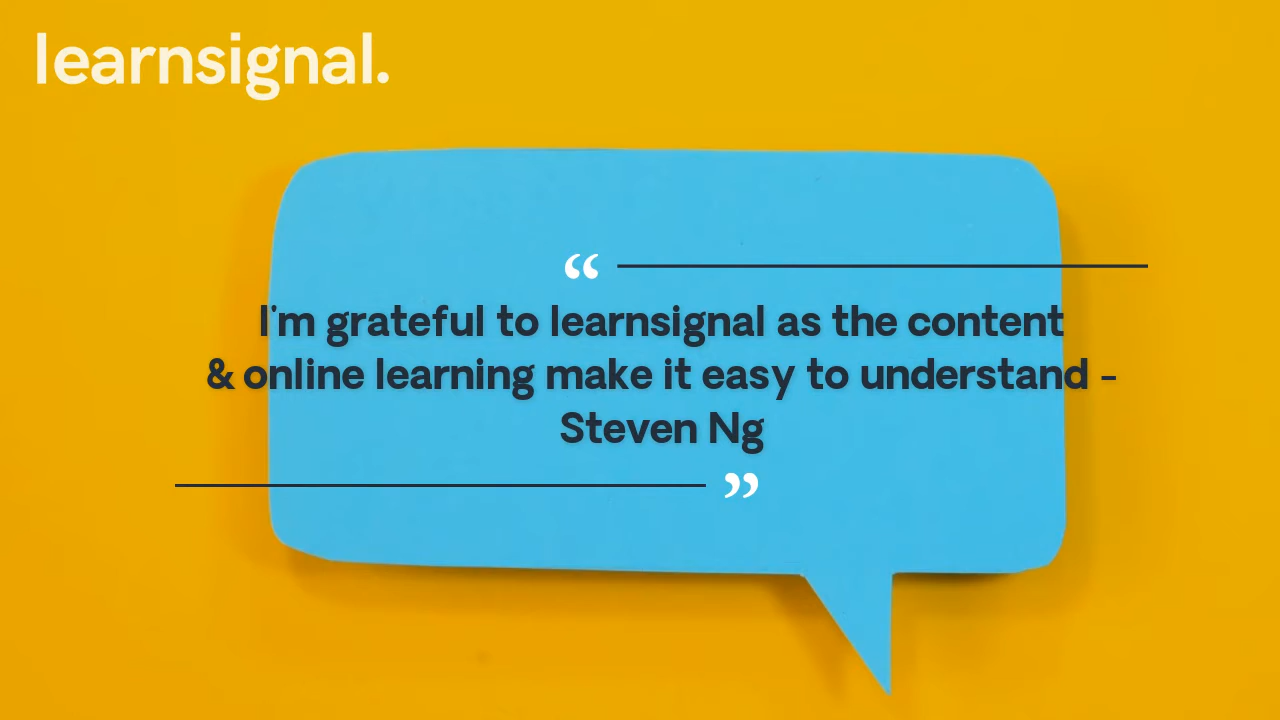 learnsignal.
“
I'm grateful to learnsignal as the content
& online learning make it easy to understand -
Steven Ng
”